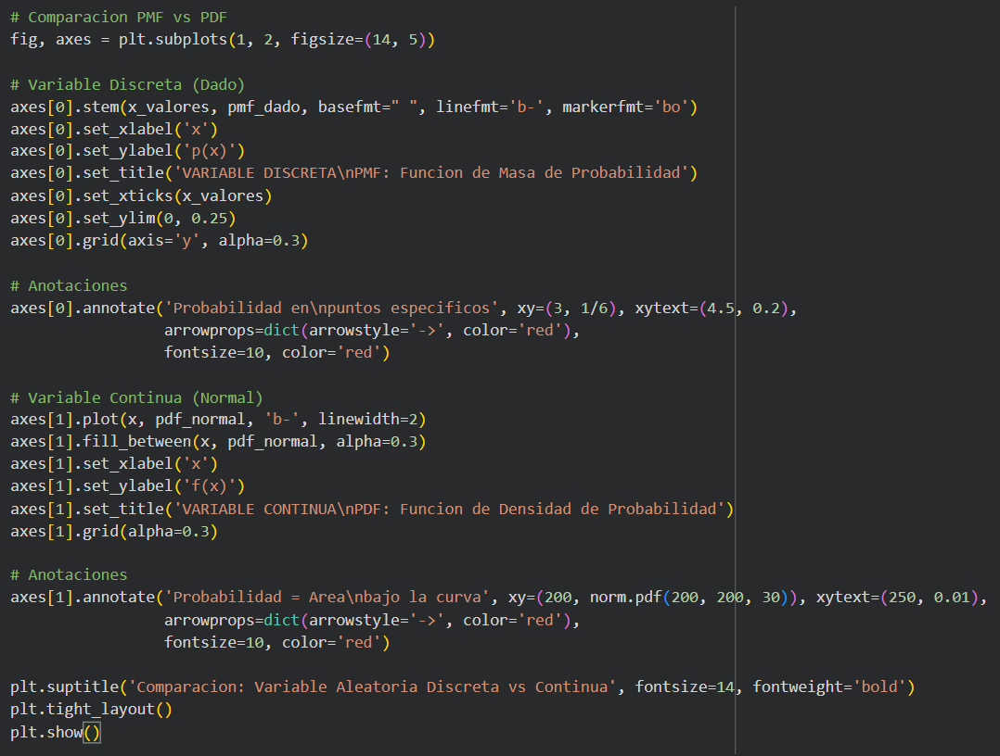 # Comparacion PMF vs PDF
fig, axes = plt.subplots(1, 2, figsize=(14, 5))

# Variable Discreta (Dado)
axes[0].stem(x_valores, pmf_dado, basefmt=" ", linefmt='b-', markerfmt='bo')
axes[0].set_xlabel('x')
axes[0].set_ylabel('p(x)')
axes[0].set_title('VARIABLE DISCRETA\nPMF: Funcion de Masa de Probabilidad')
axes[0].set_xticks(x_valores)
axes[0].set_ylim(0, 0.25)
axes[0].grid(axis='y', alpha=0.3)

# Anotaciones
axes[0].annotate('Probabilidad en\npuntos especificos', xy=(3, 1/6), xytext=(4.5, 0.2),
                 arrowprops=dict(arrowstyle='->', color='red'),
                 fontsize=10, color='red')

# Variable Continua (Normal)
axes[1].plot(x, pdf_normal, 'b-', linewidth=2)
axes[1].fill_between(x, pdf_normal, alpha=0.3)
axes[1].set_xlabel('x')
axes[1].set_ylabel('f(x)')
axes[1].set_title('VARIABLE CONTINUA\nPDF: Funcion de Densidad de Probabilidad')
axes[1].grid(alpha=0.3)

# Anotaciones
axes[1].annotate('Probabilidad = Area\nbajo la curva', xy=(200, norm.pdf(200, 200, 30)), xytext=(250, 0.01),
                 arrowprops=dict(arrowstyle='->', color='red'),
                 fontsize=10, color='red')

plt.suptitle('Comparacion: Variable Aleatoria Discreta vs Continua', fontsize=14, fontweight='bold')
plt.tight_layout()
plt.show()